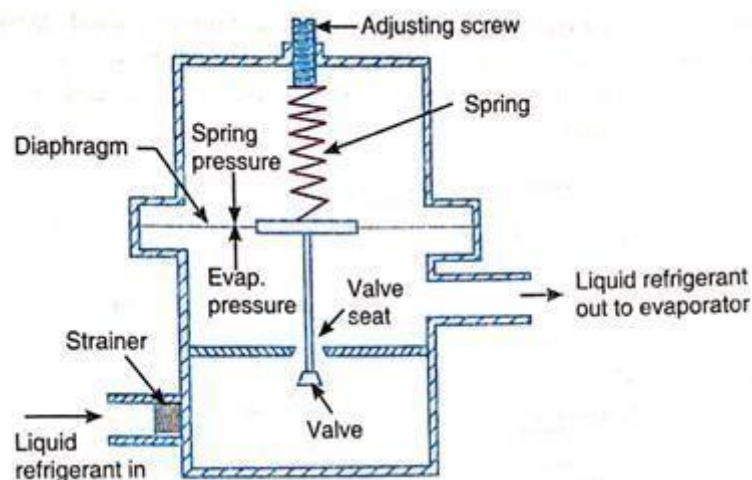 Adjusting screw
Spring
Diaphragm
Spring
pressure
Evap.
pressure
Valve
seat
Liquid refrigerant
out to evaporator
Strainer
Valve
Liquid
refrigerant in